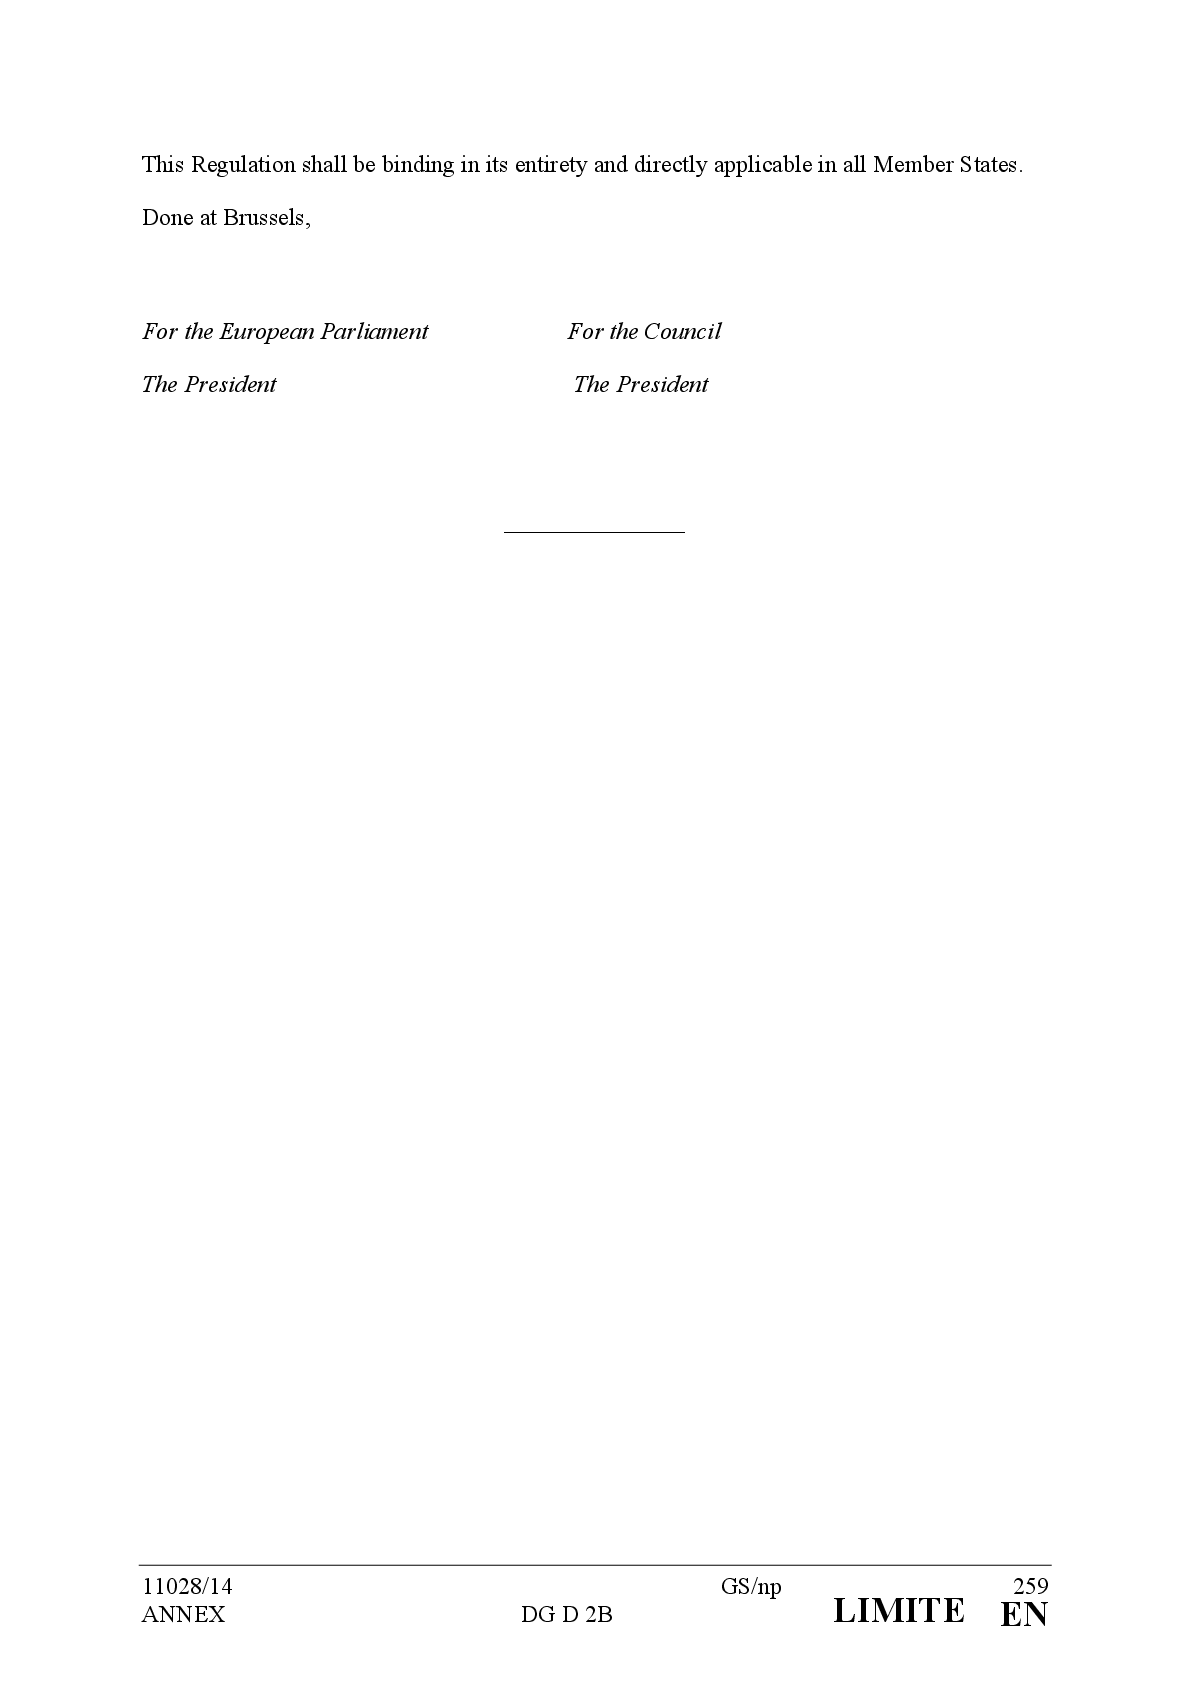 This Regulation shall be binding in its entirety and directly applicable in all Member States.
Done at Brussels,
For the European Parliament For the Council
The President The President
11028/14 GS/np 259
ANNEX DG D 2B LIMITE EN